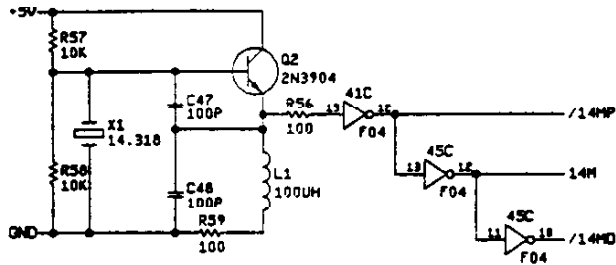 +5V
R57
10K
Q2
2N3904
C47
100P
R56
100
13
41C
12
F04
/14MP
X1
14.318
45C
13
12
F04
14M
R58
10K
L1
100UH
C48
100P
45C
11
10
F04
/14MD
GND
R59
100